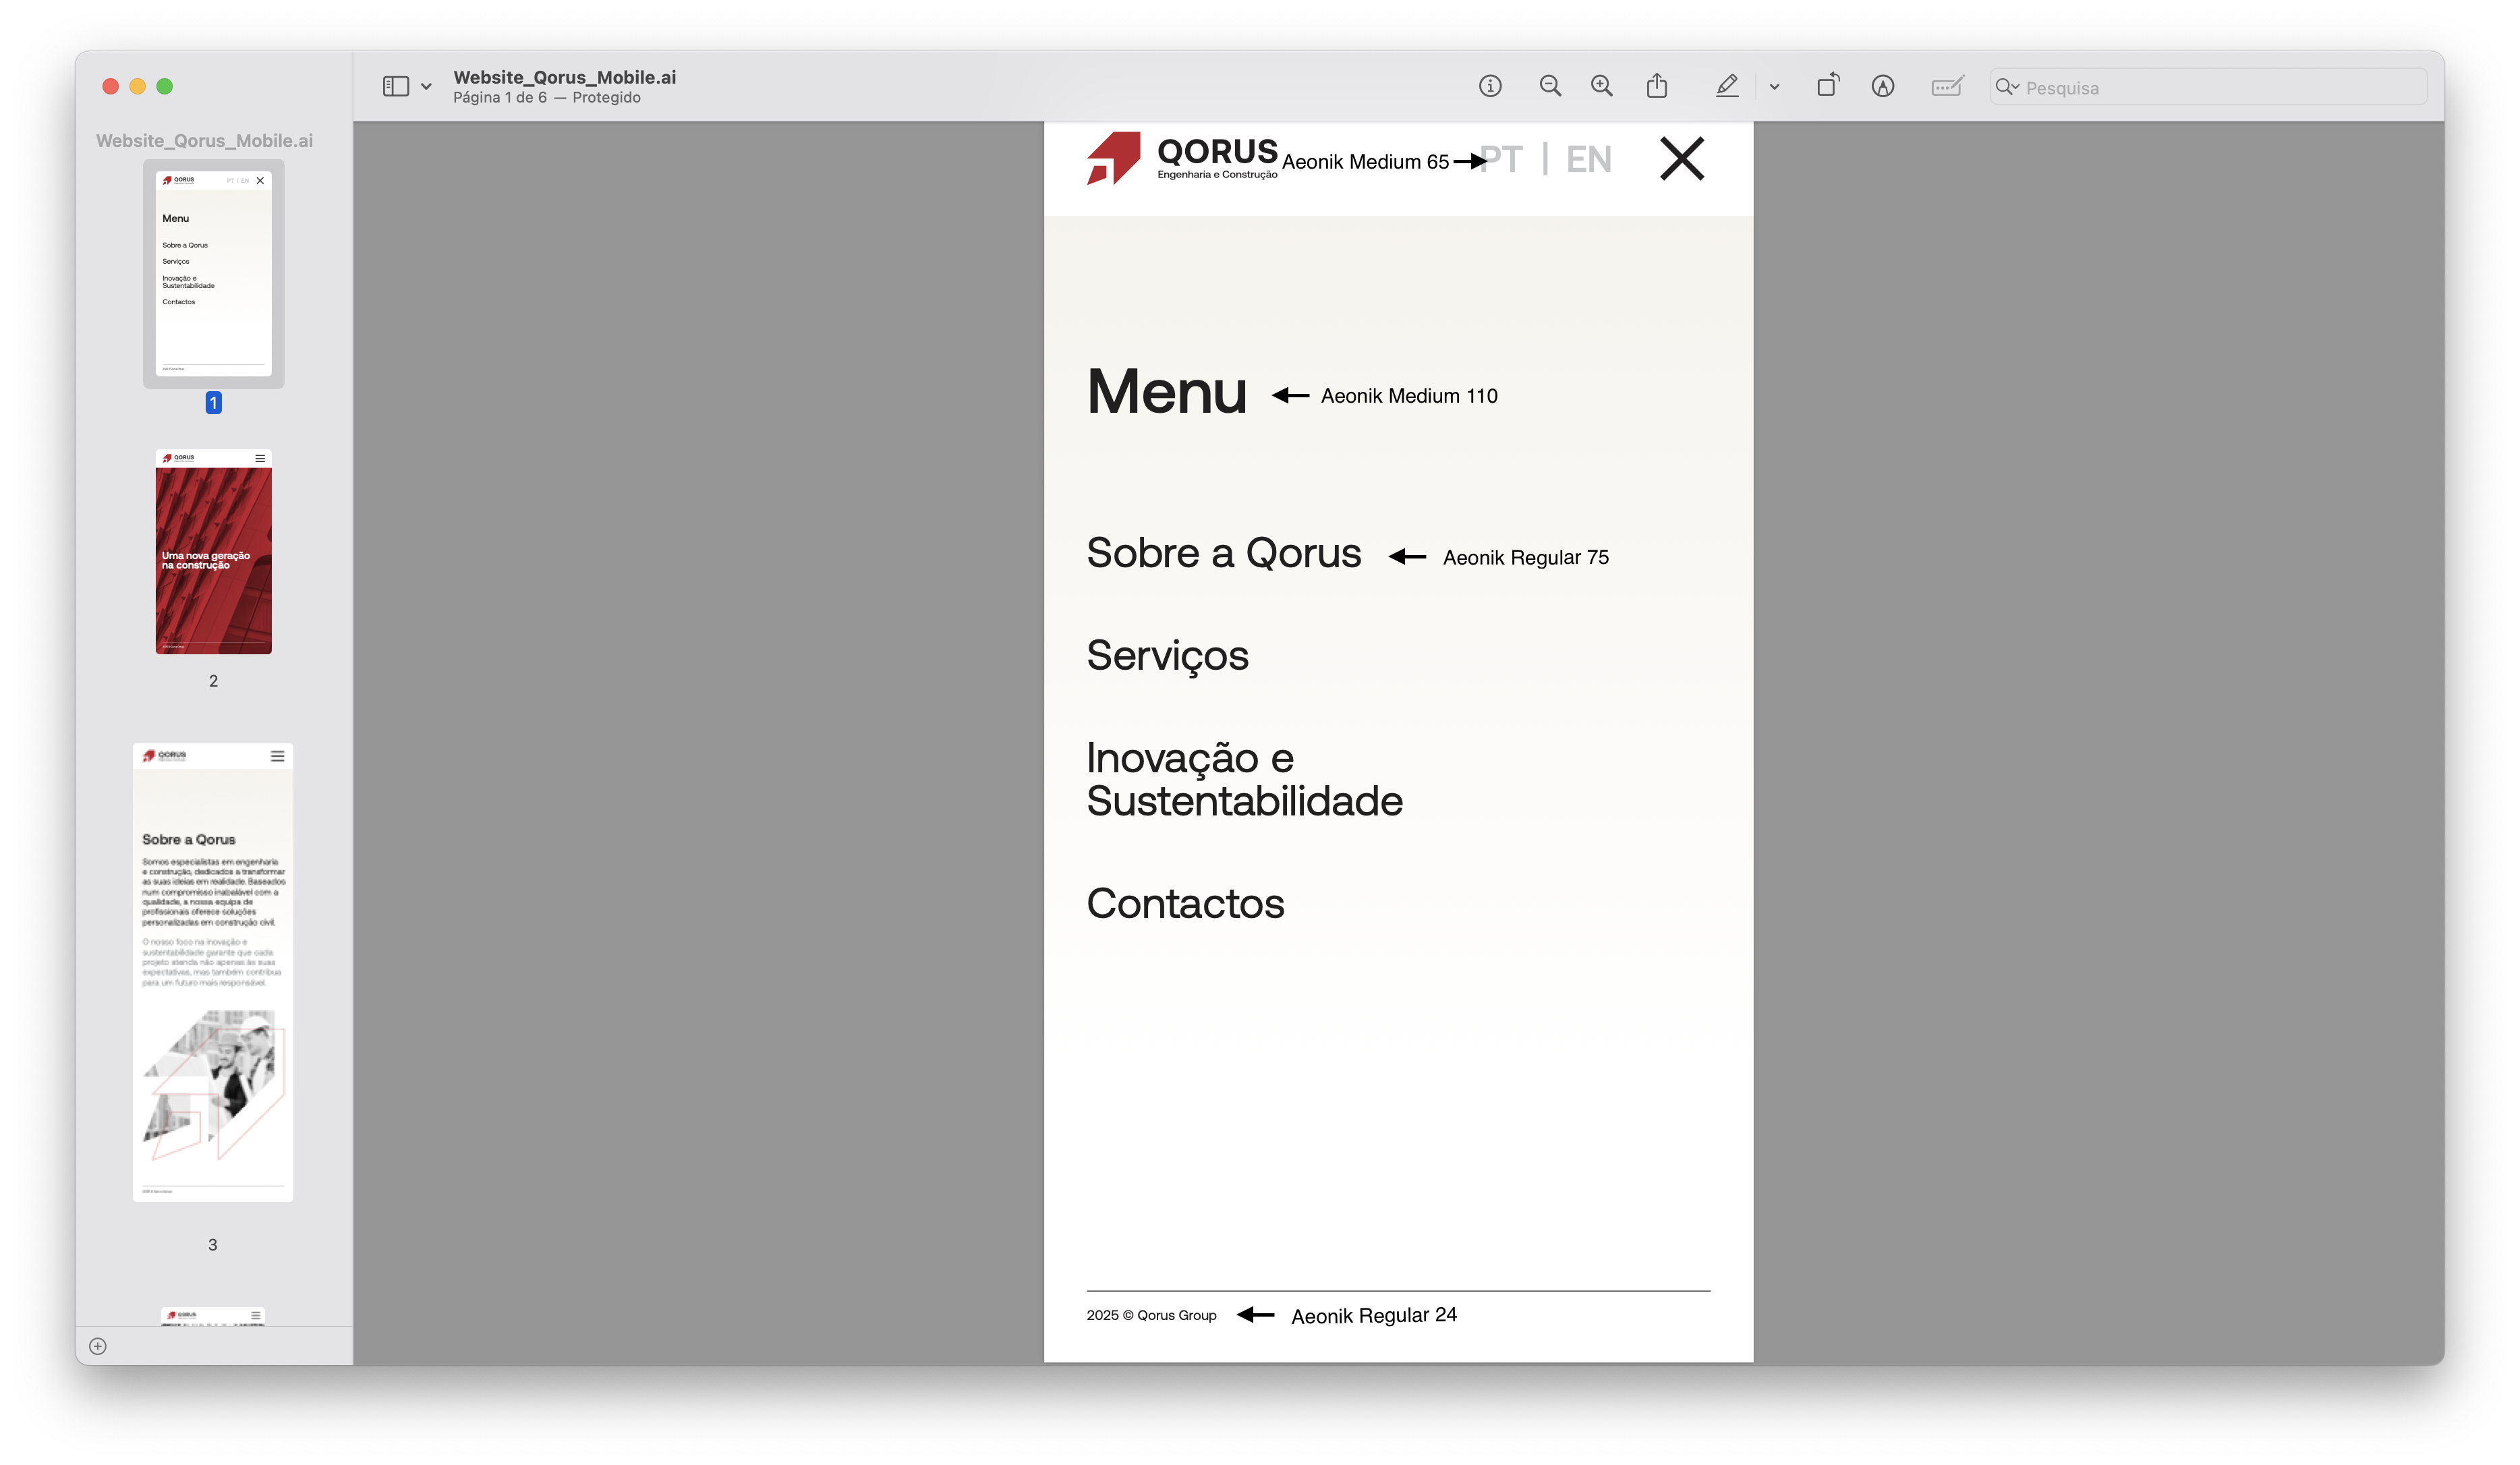 Website_Qorus_Mobile.ai
Página 1 de 6 — Protegido
Pesquisa
Website_Qorus_Mobile.ai
QORUS
PT | EN
Menu
Sobre a Qorus
Serviços
Inovação e
Sustentabilidade
Contactos
1
QORUS
Uma nova geração
na construção
2
QORUS
Sobre a Qorus
Somos especialistas em engenharia
e construção, dedicados a transformar
as suas ideias em realidade. Baseados
num compromisso inabalável com a
qualidade, a nossa equipa de
profissionais oferece soluções
personalizadas em construção civil.
O nosso foco na inovação e
sustentabilidade garante que cada
projeto atenda não apenas às suas
expectativas, mas também contribua
para um futuro mais responsável.
3
QORUS
QORUS
Engenharia e Construção
Aeonik Medium 65
PT | EN
Menu
Aeonik Medium 110
Sobre a Qorus
Aeonik Regular 75
Serviços
Inovação e
Sustentabilidade
Contactos
2025 © Qorus Group
Aeonik Regular 24